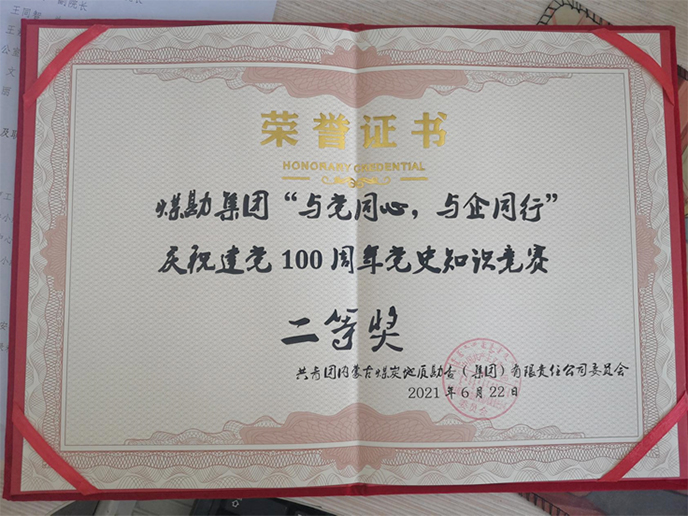 荣誉证书
HONORARY CREDENTIAL
煤勘集团“与党同心，与企同行”
庆祝建党100周年党史知识竞赛
二等奖
共青团内蒙古煤炭地质勘查（集团）有限责任公司委员会
2021年6月22日